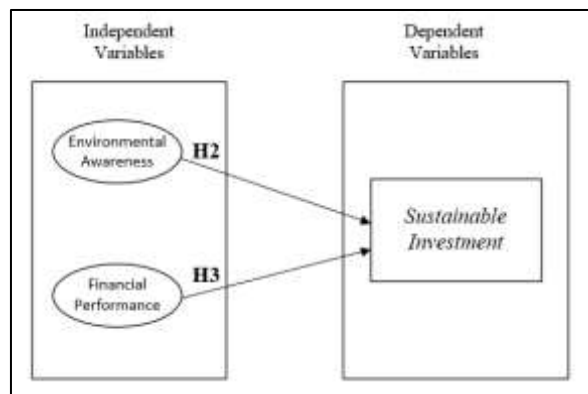 Independent
Variables
Dependent
Variables
Environmental
Awareness
H2
Sustainable
Investment
H3
Financial
Performance